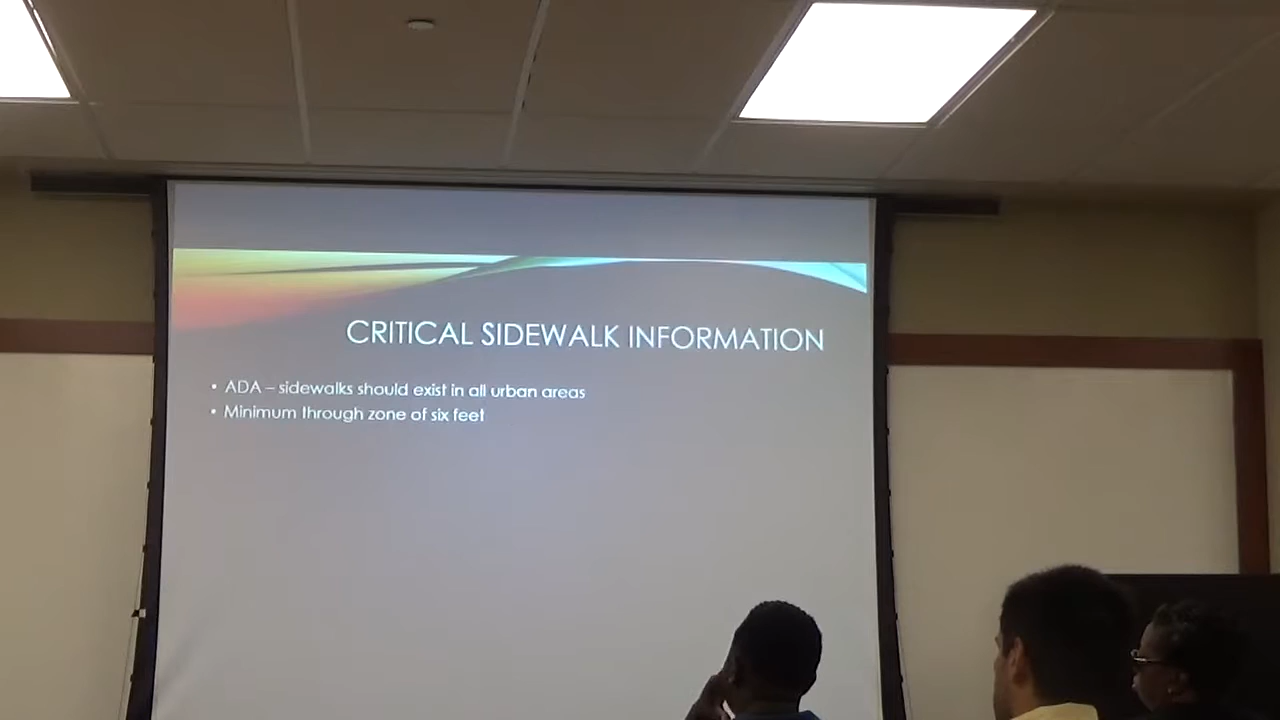 CRITICAL SIDEWALK INFORMATION
• ADA – sidewalks should exist in all urban areas
• Minimum through zone of six feet